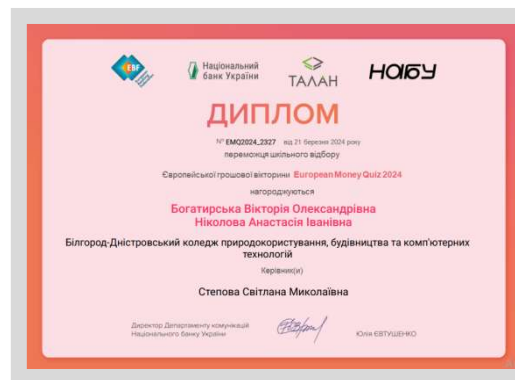 EBF
Національний
банк України
ТАЛАН
НАБУ
ДИПЛОМ
N° EMQ2024_2327 від 21 березня 2024 року
переможця шкільного відбору
Європейської грошової вікторини European Money Quiz 2024
нагороджуються
Богатирська Вікторія Олександрівна
Ніколова Анастасія Іванівна
Білгород-Дністровський коледж природокористування, будівництва та комп'ютерних
технологій
Керівник(и)
Степова Світлана Миколаївна
Директор Департаменту комунікацій
Національного банку України
Юлія ЄВТУШЕНКО